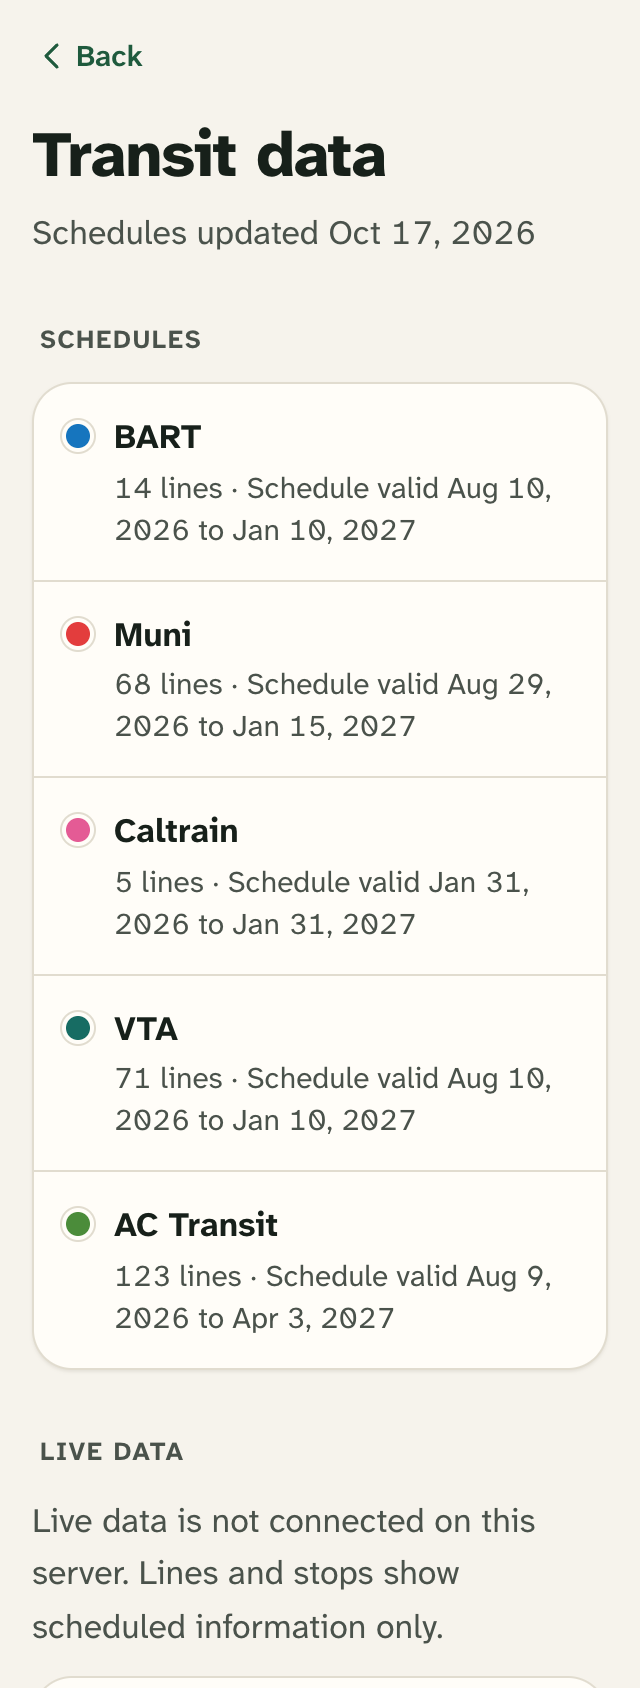 Back
Transit data
Schedules updated Oct 17, 2026
SCHEDULES
BART
14 lines · Schedule valid Aug 10,
2026 to Jan 10, 2027
Muni
68 lines · Schedule valid Aug 29,
2026 to Jan 15, 2027
Caltrain
5 lines · Schedule valid Jan 31,
2026 to Jan 31, 2027
VTA
71 lines · Schedule valid Aug 10,
2026 to Jan 10, 2027
AC Transit
123 lines · Schedule valid Aug 9,
2026 to Apr 3, 2027
LIVE DATA
Live data is not connected on this
server. Lines and stops show
scheduled information only.